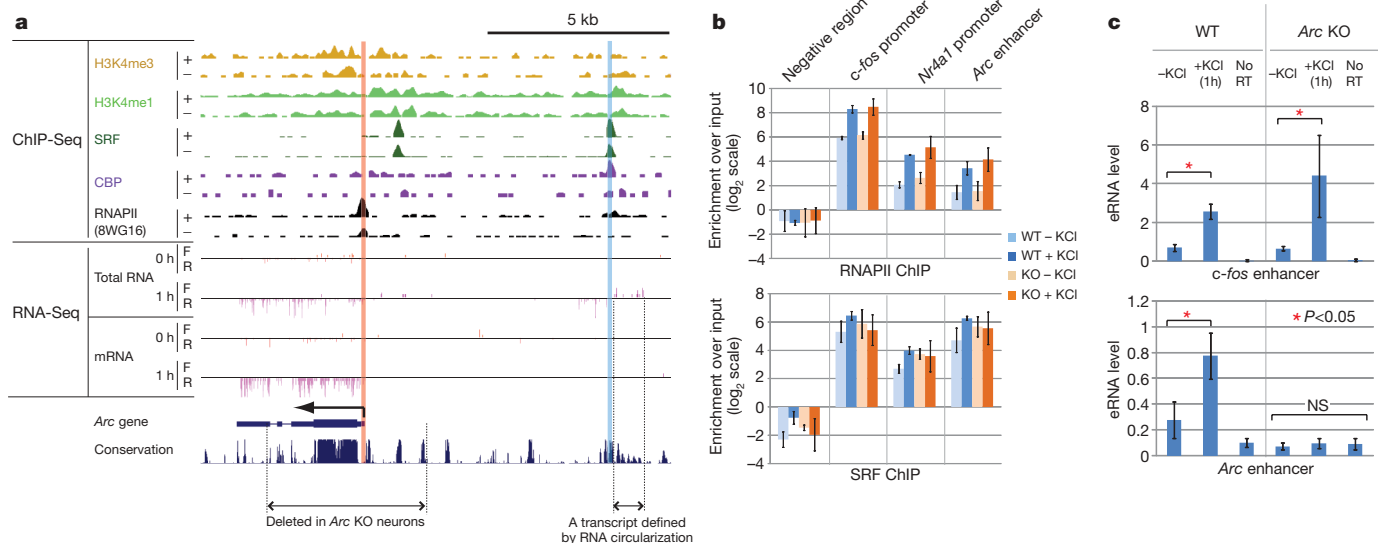 a
5 kb
ChIP-Seq
H3K4me3
+
–
H3K4me1
+
–
SRF
+
–
CBP
+
–
RNAPII
(8WG16)
+
–
RNA-Seq
Total RNA
0 h
F
R
1 h
F
R
mRNA
0 h
F
R
1 h
F
R
Arc gene
Conservation
Deleted in Arc KO neurons
A transcript defined
by RNA circularization
b
Negative region
c-fos promoter
Nr4a1 promoter
Arc enhancer
Enrichment over input
(log2 scale)
10
8
6
4
2
0
–2
–4
RNAPII ChIP
WT – KCl
WT + KCl
KO – KCl
KO + KCl
Enrichment over input
(log2 scale)
8
6
4
2
0
–2
–4
SRF ChIP
c
WT
Arc KO
–KCl
+KCl
(1h)
No
RT
–KCl
+KCl
(1h)
No
RT
eRNA level
8
6
4
2
0
*
*
c-fos enhancer
eRNA level
1.2
1
0.8
0.6
0.4
0.2
0
*
* P<0.05
NS
Arc enhancer